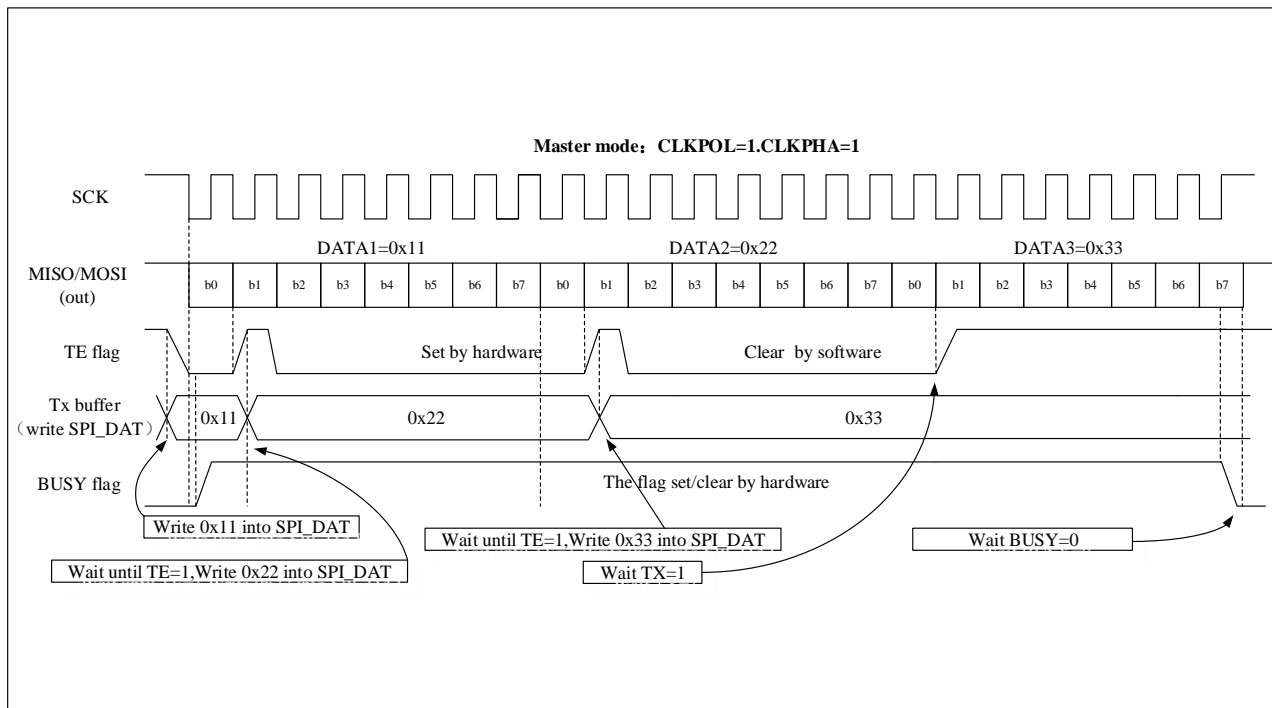 Master mode：CLKPOL=1.CLKPHA=1
SCK
DATA1=0x11 DATA2=0x22 DATA3=0x33
MISO/MOSI
(out)
b0 b1 b2 b3 b4 b5 b6 b7 b0 b1 b2 b3 b4 b5 b6 b7 b0 b1 b2 b3 b4 b5 b6 b7
TE flag
Set by hardware
Clear by software
Tx buffer
（write SPI_DAT）
0x11 0x22 0x33
BUSY flag
The flag set/clear by hardware
Write 0x11 into SPI_DAT
Wait until TE=1,Write 0x33 into SPI_DAT
Wait BUSY=0
Wait until TE=1,Write 0x22 into SPI_DAT
Wait TX=1